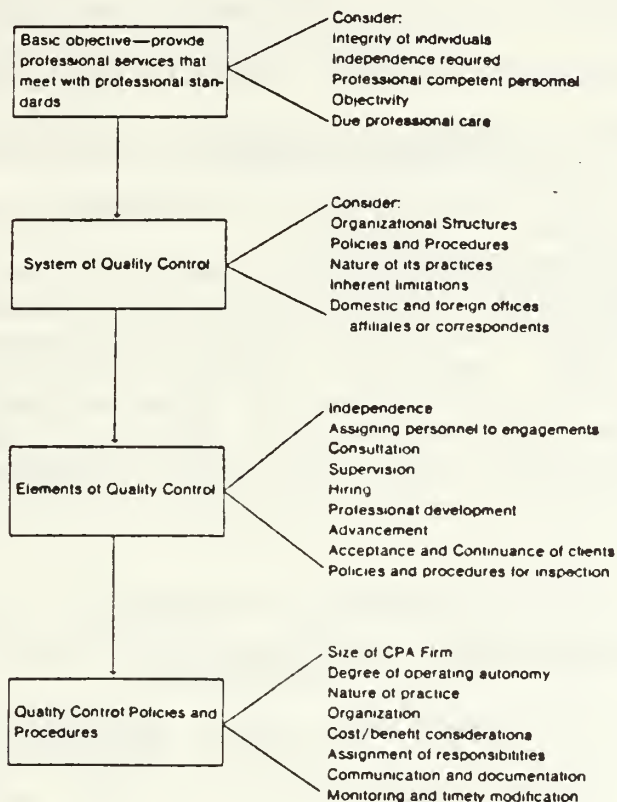 Basic objective—provide
professional services that
meet with professional stan-
dards
Consider:
Integrity of individuals
Independence required
Professional competent personnel
Objectivity
Due professional care
System of Quality Control
Consider:
Organizational Structures
Policies and Procedures
Nature of its practices
Inherent limitations
Domestic and foreign offices
affiliates or correspondents
Elements of Quality Control
Independence
Assigning personnel to engagements
Consultation
Supervision
Hiring
Professional development
Advancement
Acceptance and Continuance of clients
Policies and procedures for inspection
Quality Control Policies and
Procedures
Size of CPA Firm
Degree of operating autonomy
Nature of practice
Organization
Cost/benefit considerations
Assignment of responsibilities
Communication and documentation
Monitoring and timely modification